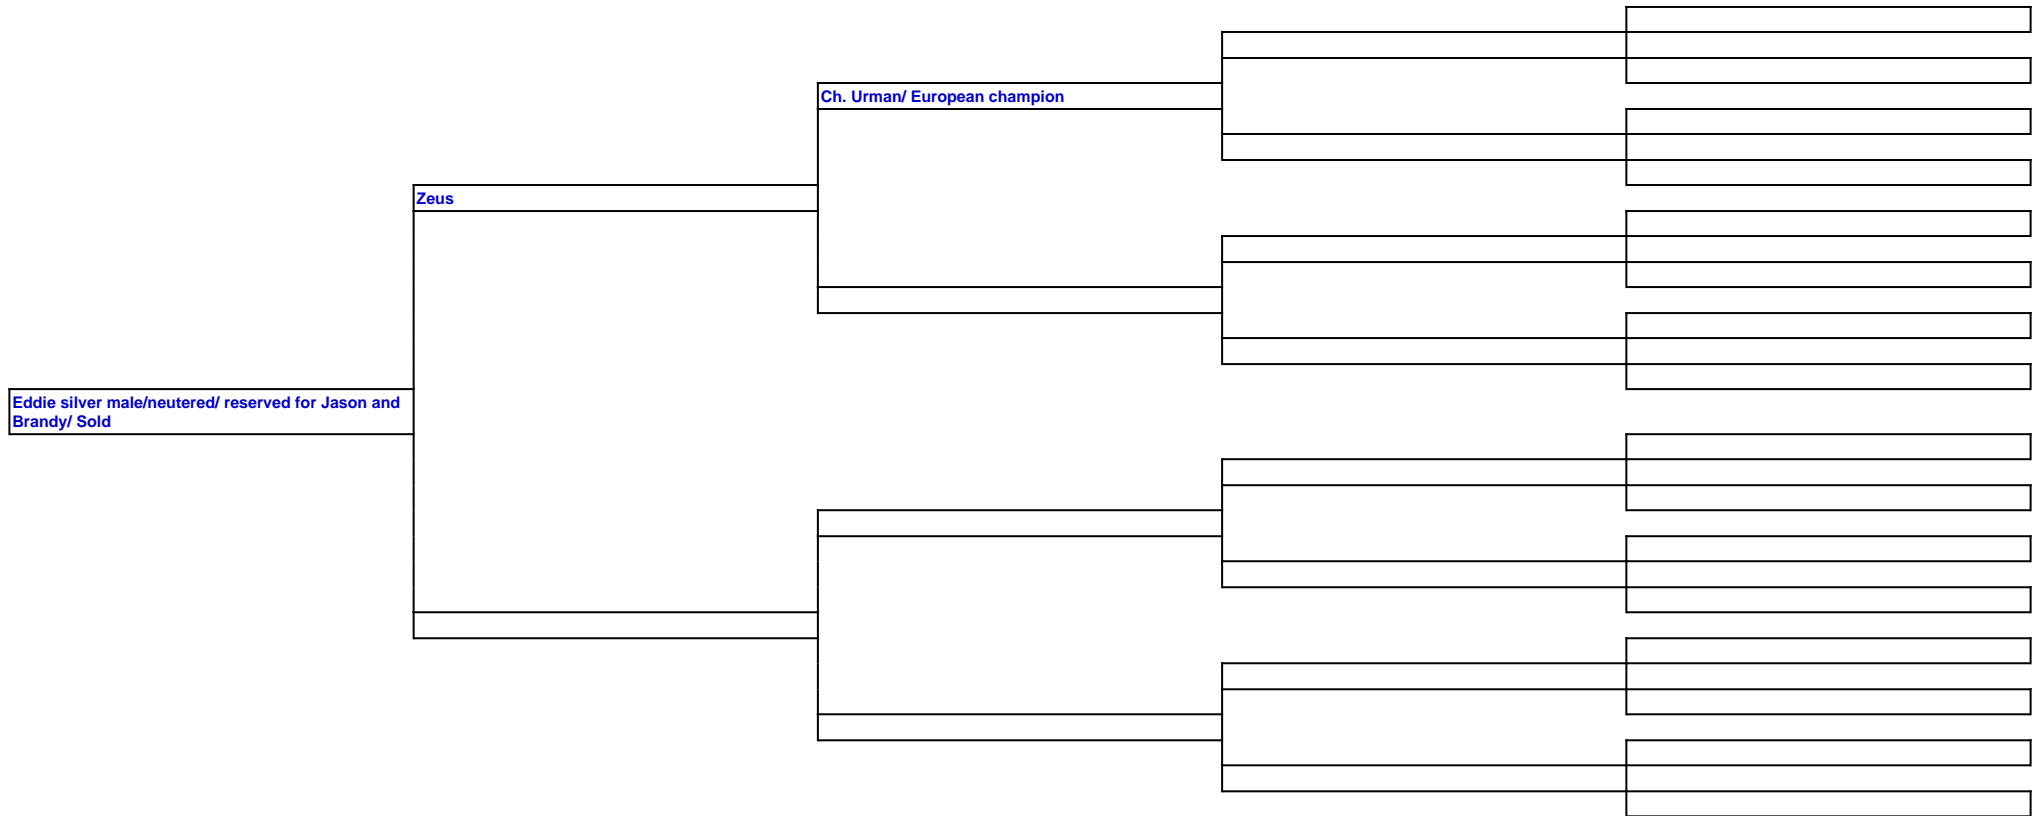 Ch. Urman/ European champion
Zeus
Eddie silver male/neutered/ reserved for Jason and
Brandy/ Sold